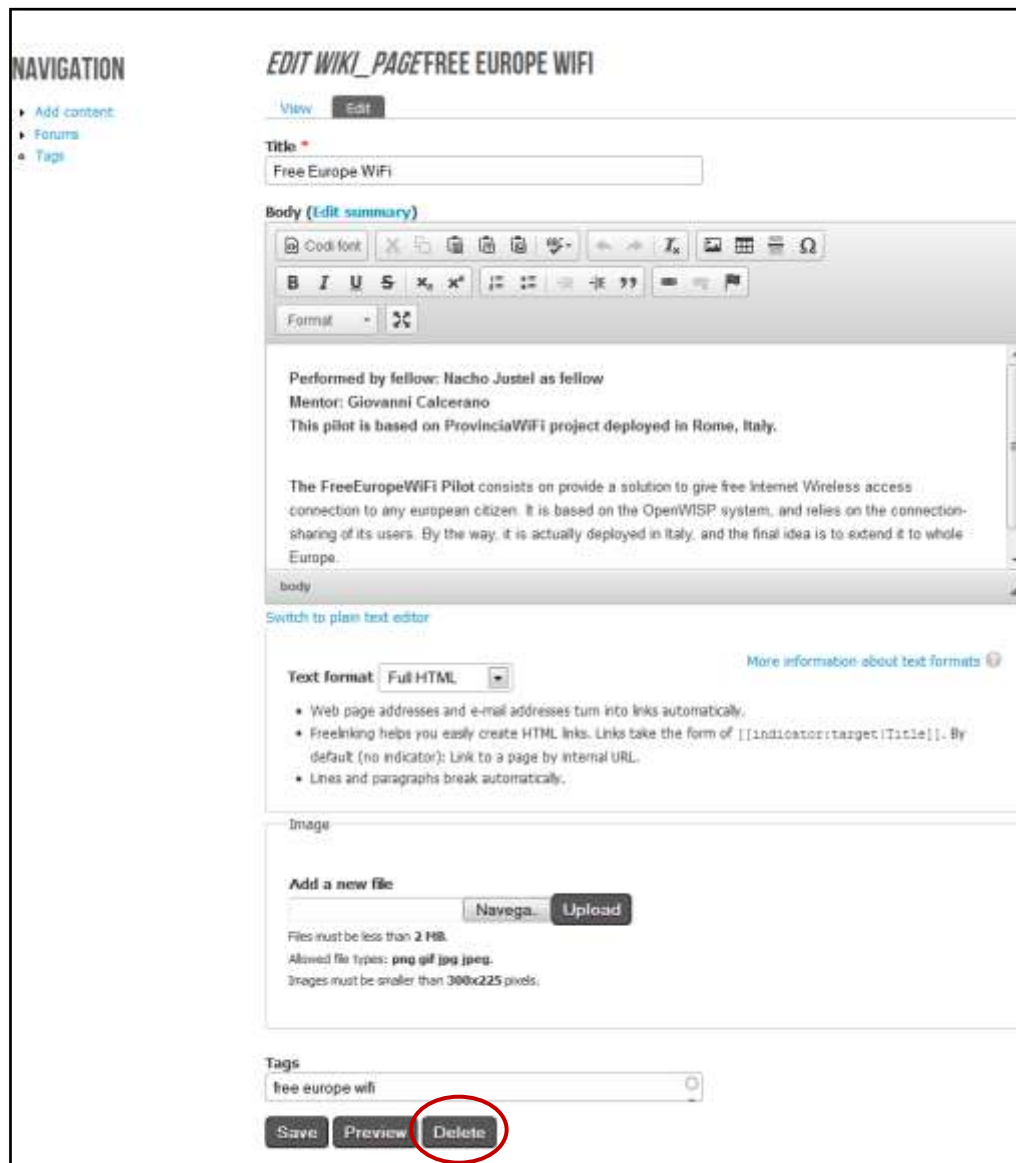 NAVIGATION
Add content
Forums
Tags
EDIT WIKI_PAGE FREE EUROPE WIFI
View Edit
Title *
Free Europe WiFi
Body (Edit summary)
Codi font
Format
Performed by fellow: Nacho Justel as fellow
Mentor: Giovanni Calcerano
This pilot is based on ProvinciaWiFi project deployed in Rome, Italy.
The FreeEuropeWiFi Pilot consists on provide a solution to give free Internet Wireless access
connection to any european citizen. It is based on the OpenWISP system, and relies on the connection-
sharing of its users. By the way, it is actually deployed in Italy, and the final idea is to extend it to whole
Europe.
body
Switch to plain text editor
Text format Full HTML
More information about text formats
Web page addresses and e-mail addresses turn into links automatically.
Freelinking helps you easily create HTML links. Links take the form of [[indicator:target|Title]]. By
default (no indicator): Link to a page by internal URL.
Lines and paragraphs break automatically.
Image
Add a new file
Navega.. Upload
Files must be less than 2 MB.
Allowed file types: png gif jpg jpeg.
Images must be smaller than 300x225 pixels.
Tags
free europe wifi
Save Preview Delete